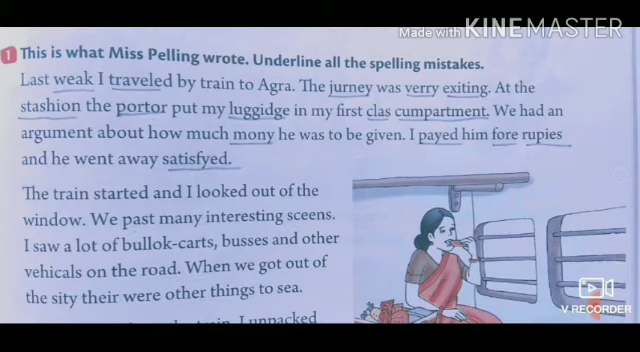 Made with KINEMASTER
1 This is what Miss Pelling wrote. Underline all the spelling mistakes.
Last weak I traveled by train to Agra. The jurney was verry exiting. At the
stashion the portor put my luggidge in my first clas cumpartment. We had an
argument about how much mony he was to be given. I payed him fore rupies
and he went away satisfyed.
The train started and I looked out of the
window. We past many interesting sceens.
I saw a lot of bullok-carts, busses and other
vehicals on the road. When we got out of
the sity their were other things to sea.
train. I unpacked
V RECORDER